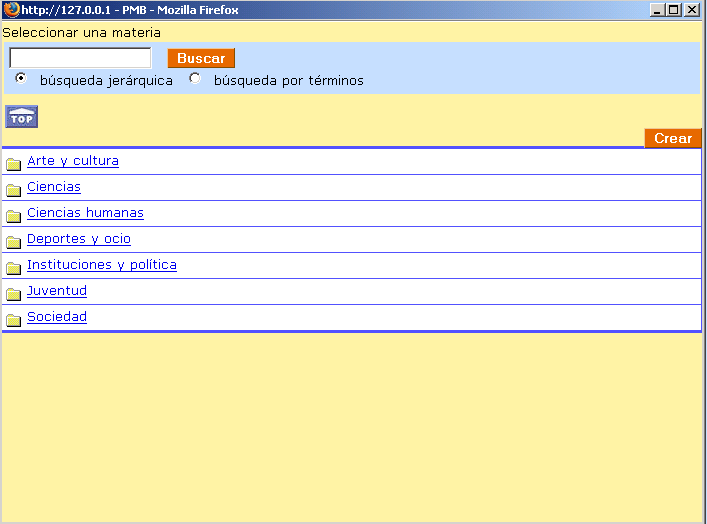 http://127.0.0.1 - PMB - Mozilla Firefox
Seleccionar una materia
Buscar
búsqueda jerárquica búsqueda por términos
TOP
Crear
Arte y cultura
Ciencias
Ciencias humanas
Deportes y ocio
Instituciones y política
Juventud
Sociedad